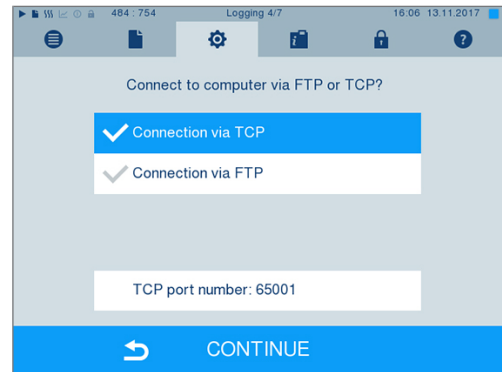 484 : 754 Logging 4/7 16:06 13.11.2017
Connect to computer via FTP or TCP?
Connection via TCP
Connection via FTP
TCP port number: 65001
CONTINUE